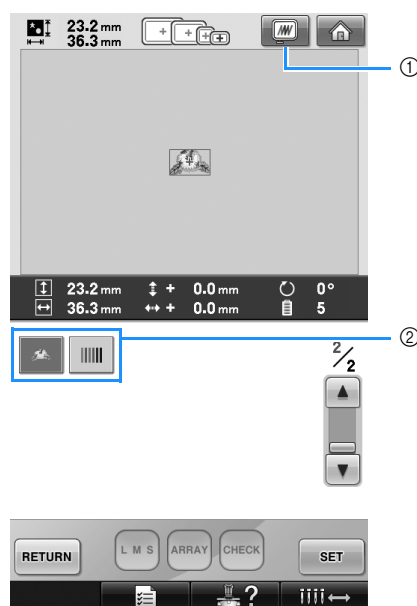 23.2 mm
36.3 mm
①
23.2 mm + 0.0 mm 0°
36.3 mm + 0.0 mm 5
②
2/2
RETURN L M S ARRAY CHECK SET
?